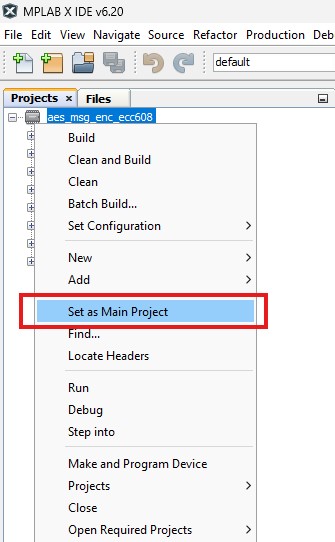 MPLAB X IDE v6.20
File Edit View Navigate Source Refactor Production Deb
default
Projects × Files
aes_msg_enc_ecc608
Build
Clean and Build
Clean
Batch Build...
Set Configuration >
New >
Add >
Set as Main Project
Find...
Locate Headers
Run
Debug
Step into
Make and Program Device
Projects >
Close
Open Required Projects >